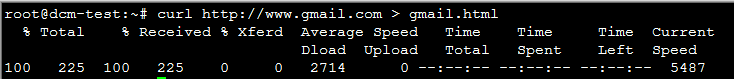 root@dcm-test:~# curl http://www.gmail.com > gmail.html
% Total % Received % Xferd Average Speed Time Time Time Current
Dload Upload Total Spent Left Speed
100 225 100 225 0 0 2714 0 --:--:-- --:--:-- --:--:-- 5487